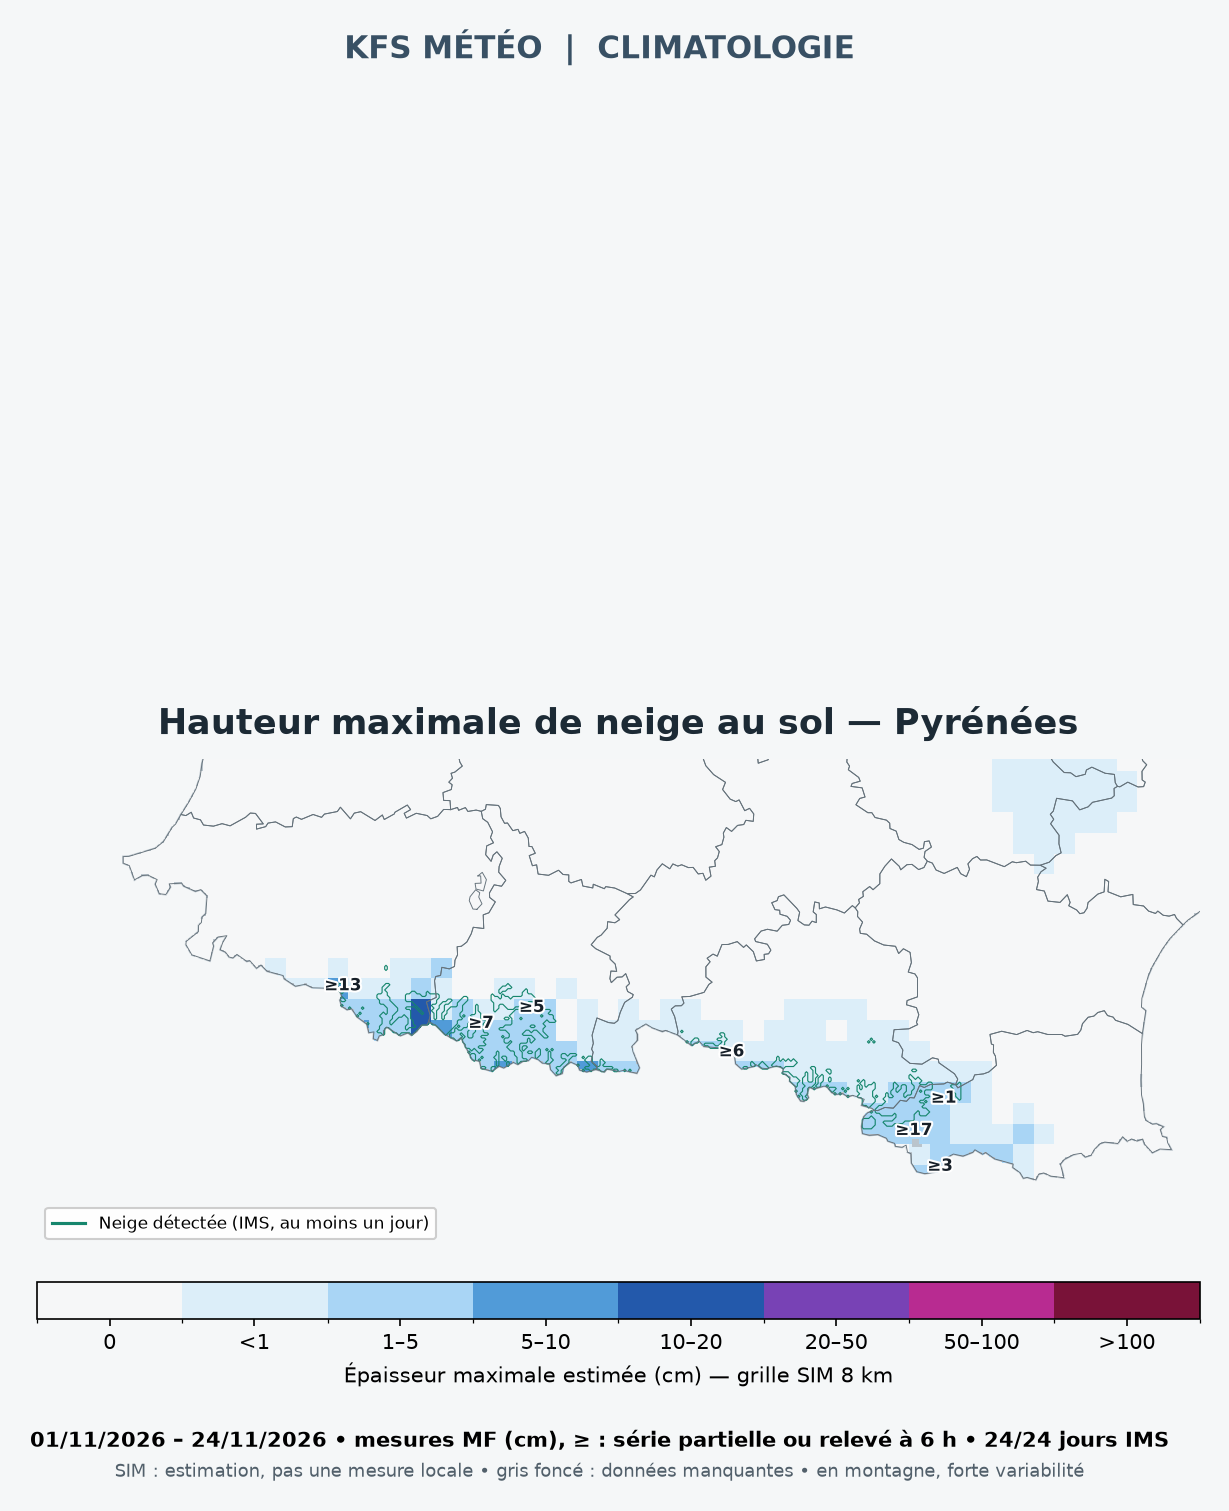 KFS MÉTÉO | CLIMATOLOGIE
Hauteur maximale de neige au sol — Pyrénées
≥13
≥5
≥7
≥6
≥1
≥17
≥3
Neige détectée (IMS, au moins un jour)
0 <1 1–5 5–10 10–20 20–50 50–100 >100
Épaisseur maximale estimée (cm) — grille SIM 8 km
01/11/2026 – 24/11/2026 • mesures MF (cm), ≥ : série partielle ou relevé à 6 h • 24/24 jours IMS
SIM : estimation, pas une mesure locale • gris foncé : données manquantes • en montagne, forte variabilité